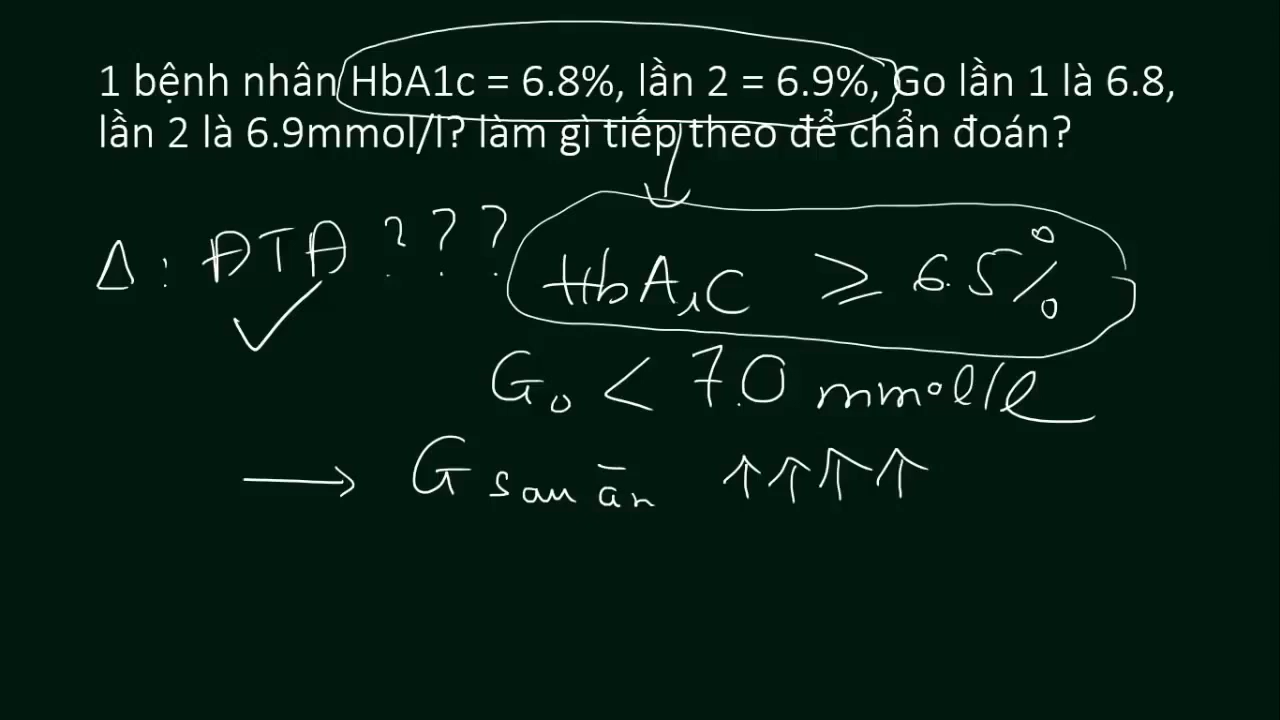 1 bệnh nhân HbA1c = 6.8%, lần 2 = 6.9%, Go lần 1 là 6.8,
lần 2 là 6.9mmol/l? làm gì tiếp theo để chẩn đoán?
Δ : ĐTĐ ? ? ? HbA1C ≥ 6.5%
Go < 7.0 mmol/l
→ G sau ăn ↑↑↑↑